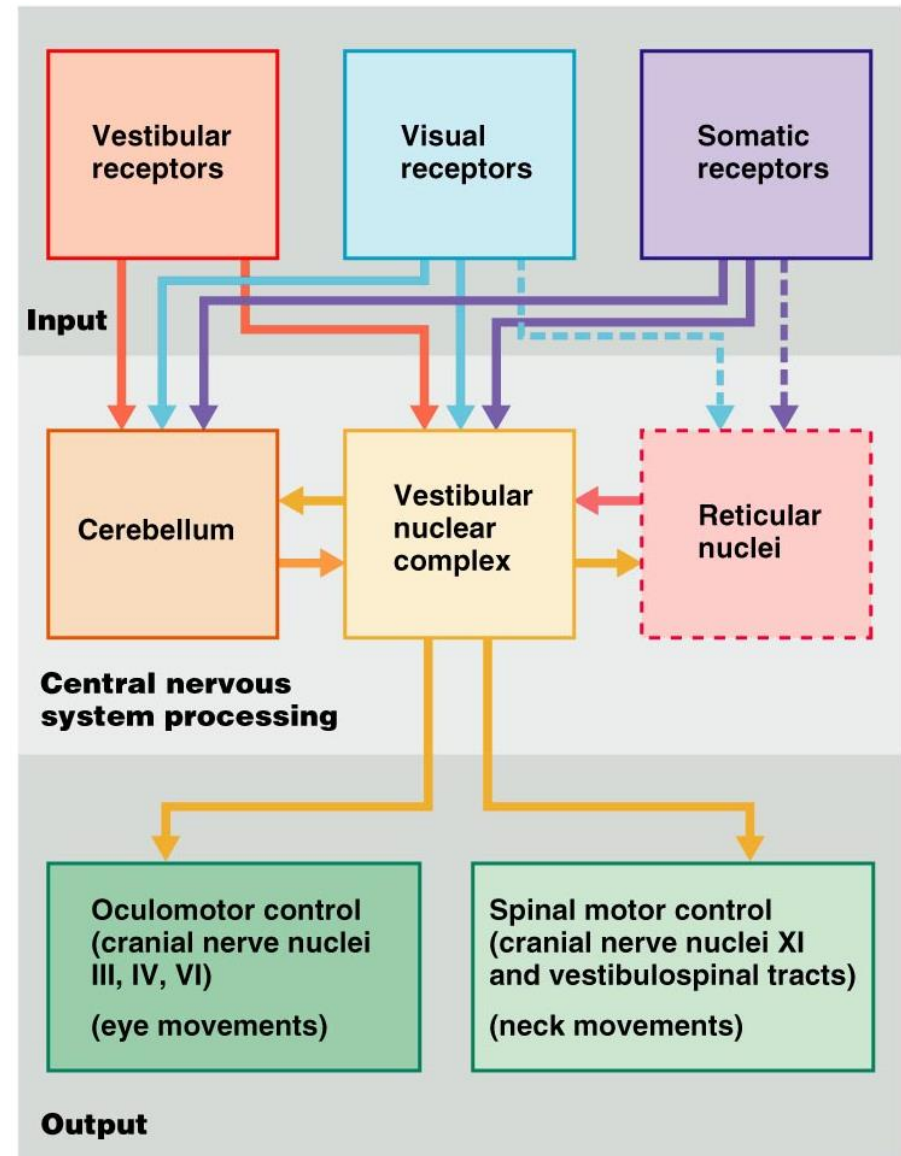 Vestibular
receptors
Visual
receptors
Somatic
receptors
Input
Cerebellum
Vestibular
nuclear
complex
Reticular
nuclei
Central nervous
system processing
Oculomotor control
(cranial nerve nuclei
III, IV, VI)
(eye movements)
Spinal motor control
(cranial nerve nuclei XI
and vestibulospinal tracts)
(neck movements)
Output